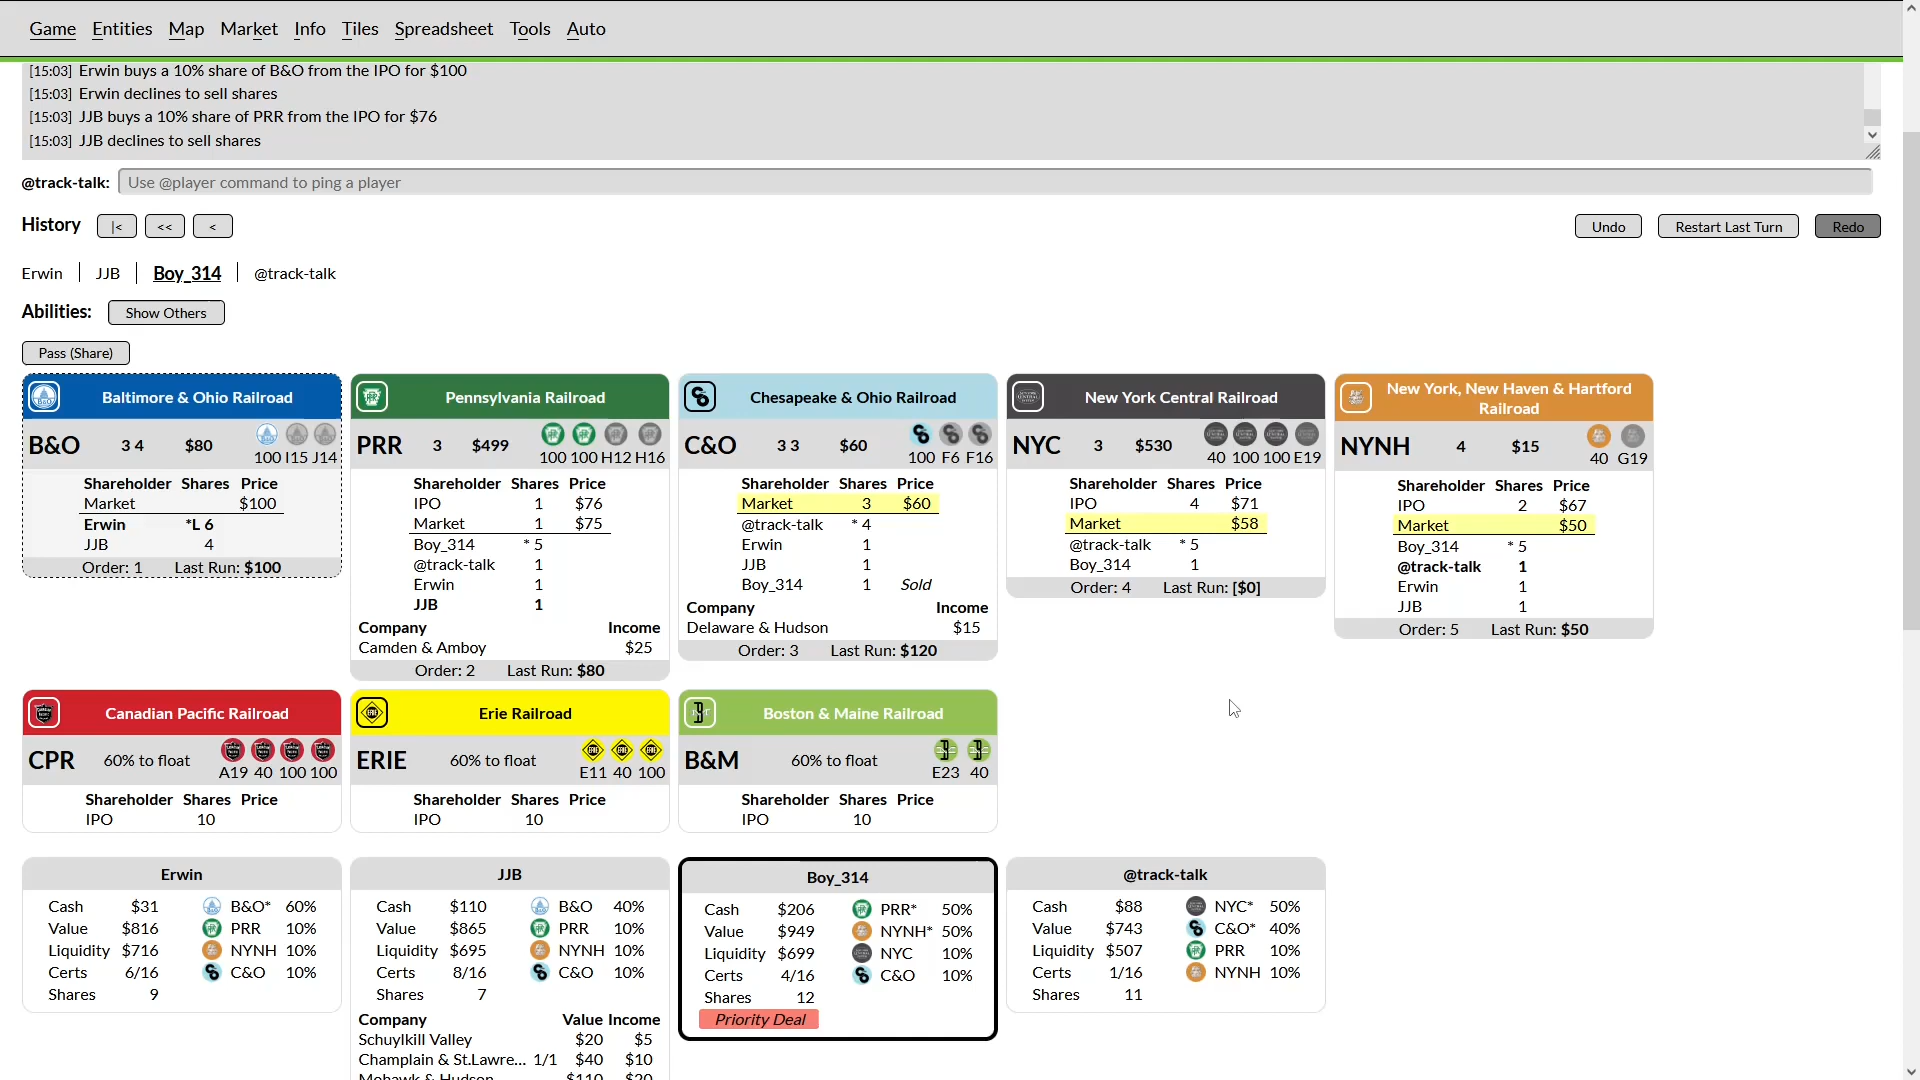 Game Entities Map Market Info Tiles Spreadsheet Tools Auto
[15:03] Erwin buys a 10% share of B&O from the IPO for $100
[15:03] Erwin declines to sell shares
[15:03] JJB buys a 10% share of PRR from the IPO for $76
[15:03] JJB declines to sell shares
@track-talk: Use @player command to ping a player
History |< << < Undo Restart Last Turn Redo
Erwin JJB Boy_314 @track-talk
Abilities: Show Others
Pass (Share)
Baltimore & Ohio Railroad
B&O 3 4 $80 100 I15 J14
Shareholder Shares Price
Market $100
Erwin *L 6
JJB 4
Order: 1 Last Run: $100
Pennsylvania Railroad
PRR 3 $499 100 100 H12 H16
Shareholder Shares Price
IPO 1 $76
Market 1 $75
Boy_314 * 5
@track-talk 1
Erwin 1
JJB 1
Company Income
Camden & Amboy $25
Order: 2 Last Run: $80
Chesapeake & Ohio Railroad
C&O 3 3 $60 100 F6 F16
Shareholder Shares Price
Market 3 $60
@track-talk * 4
Erwin 1
JJB 1
Boy_314 1 Sold
Company Income
Delaware & Hudson $15
Order: 3 Last Run: $120
New York Central Railroad
NYC 3 $530 40 100 100 E19
Shareholder Shares Price
IPO 4 $71
Market $58
@track-talk * 5
Boy_314 1
Order: 4 Last Run: [$0]
New York, New Haven & Hartford
Railroad
NYNH 4 $15 40 G19
Shareholder Shares Price
IPO 2 $67
Market $50
Boy_314 * 5
@track-talk 1
Erwin 1
JJB 1
Order: 5 Last Run: $50
Canadian Pacific Railroad
CPR 60% to float A19 40 100 100
Shareholder Shares Price
IPO 10
Erie Railroad
ERIE 60% to float E11 40 100
Shareholder Shares Price
IPO 10
Boston & Maine Railroad
B&M 60% to float E23 40
Shareholder Shares Price
IPO 10
Erwin
Cash $31 B&O* 60%
Value $816 PRR 10%
Liquidity $716 NYNH 10%
Certs 6/16 C&O 10%
Shares 9
JJB
Cash $110 B&O 40%
Value $865 PRR 10%
Liquidity $695 NYNH 10%
Certs 8/16 C&O 10%
Shares 7
Company Value Income
Schuylkill Valley $20 $5
Champlain & St.Lawre... 1/1 $40 $10
Mohawk & Hudson $110 $20
Boy_314
Cash $206 PRR* 50%
Value $949 NYNH* 50%
Liquidity $699 NYC 10%
Certs 4/16 C&O 10%
Shares 12
Priority Deal
@track-talk
Cash $88 NYC* 50%
Value $743 C&O* 40%
Liquidity $507 PRR 10%
Certs 1/16 NYNH 10%
Shares 11